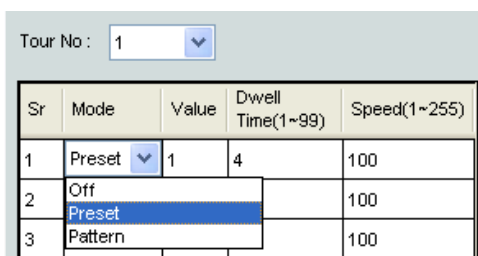 Tour No : 1
Sr Mode Value Dwell Time(1~99) Speed(1~255)
1 Preset 1 4 100
Off
2 100
Preset
3 Pattern 100